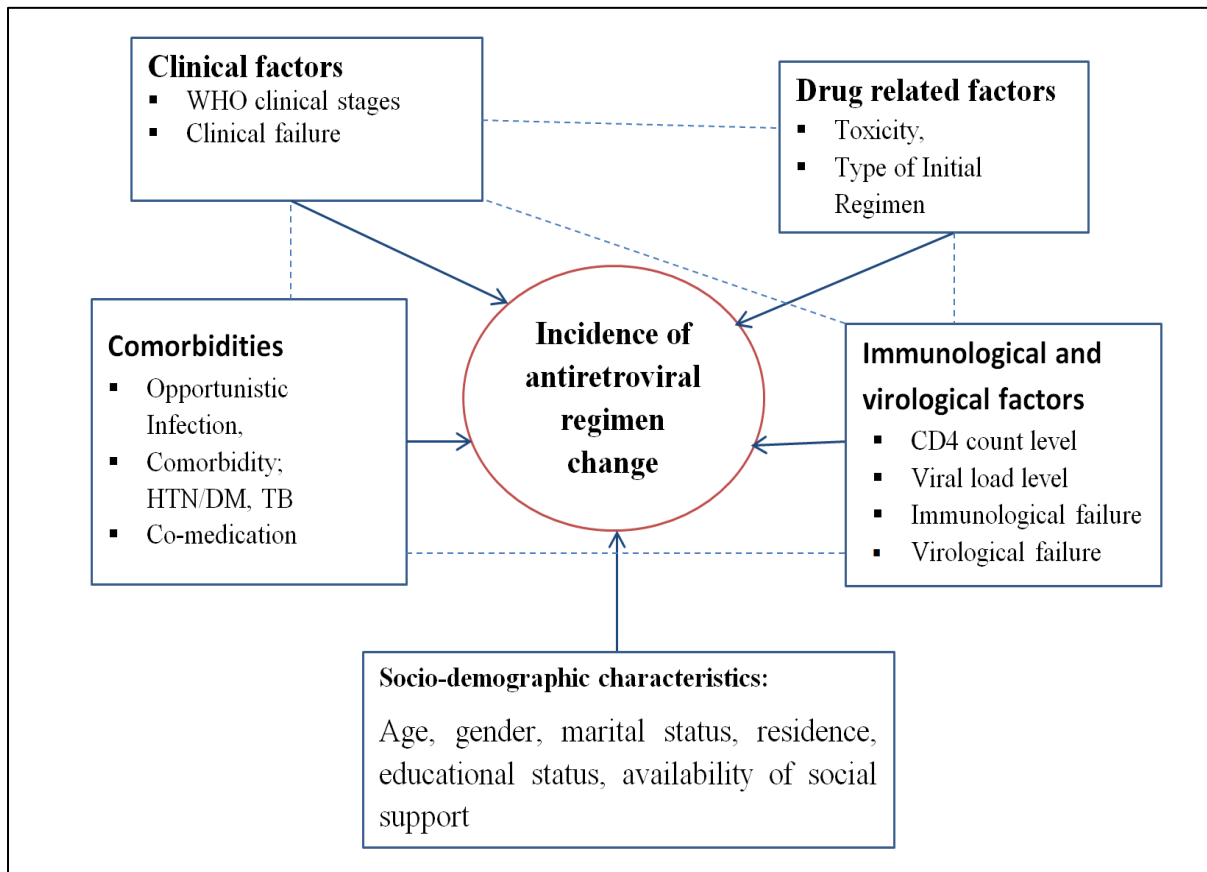 Clinical factors
▪ WHO clinical stages
▪ Clinical failure
Drug related factors
▪ Toxicity,
▪ Type of Initial
Regimen
Incidence of
antiretroviral
regimen
change
Comorbidities
▪ Opportunistic
Infection,
▪ Comorbidity;
HTN/DM, TB
▪ Co-medication
Immunological and
virological factors
▪ CD4 count level
▪ Viral load level
▪ Immunological failure
▪ Virological failure
Socio-demographic characteristics:
Age, gender, marital status, residence,
educational status, availability of social
support